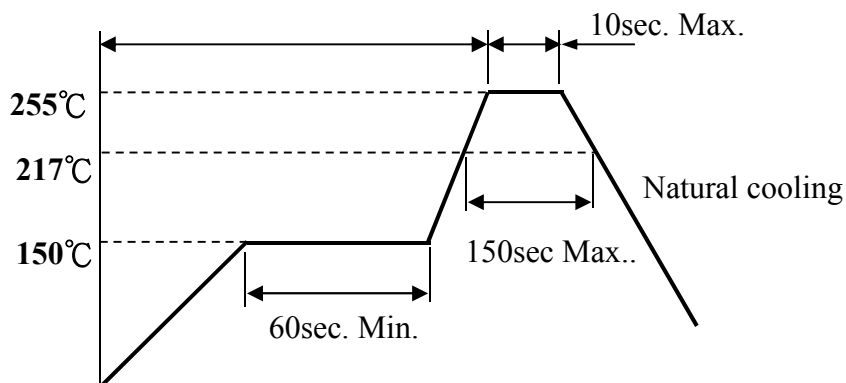 10sec. Max.
255℃
217℃
Natural cooling
150℃
150sec Max..
60sec. Min.